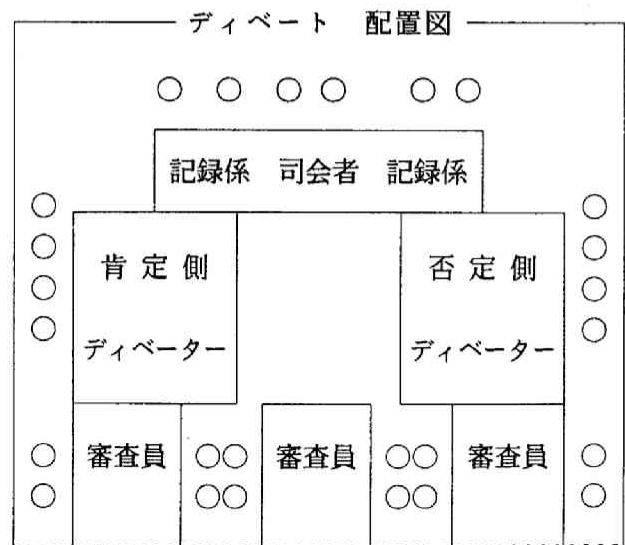 ディベート 配置図
記録係 司会者 記録係
肯定側
ディベーター
否定側
ディベーター
審査員 審査員 審査員